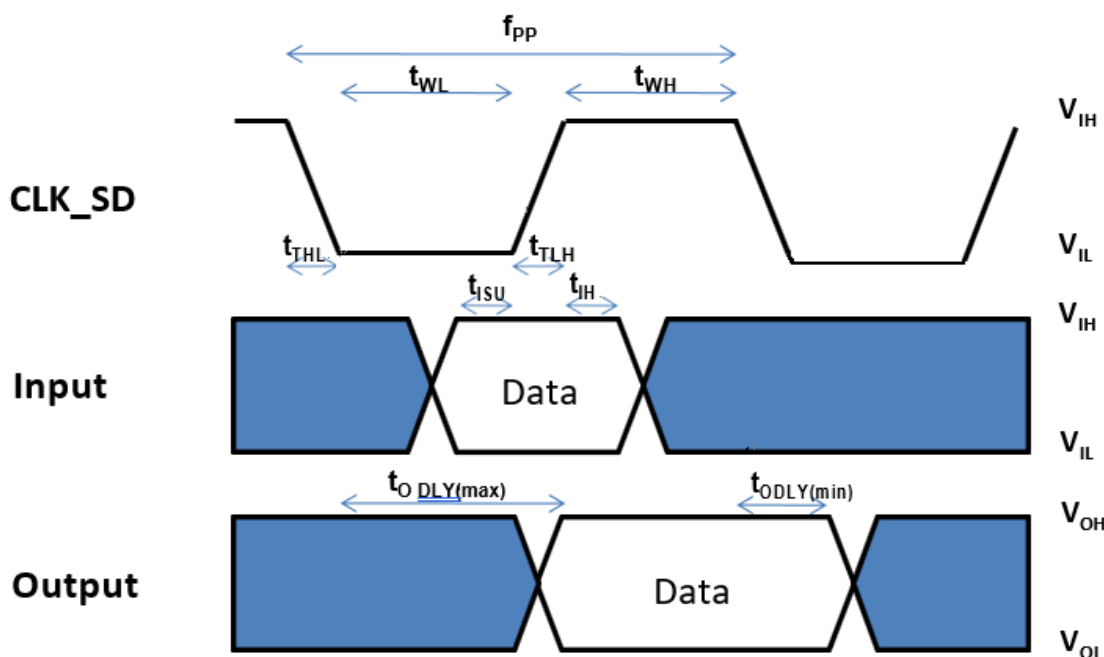 fPP
tWL
tWH
VIH
CLK_SD
tTHL
tTLH
VIL
tISU
tIH
VIH
Input
Data
VIL
tO DLY(max)
tODLY(min)
VOH
Output
Data
VOL